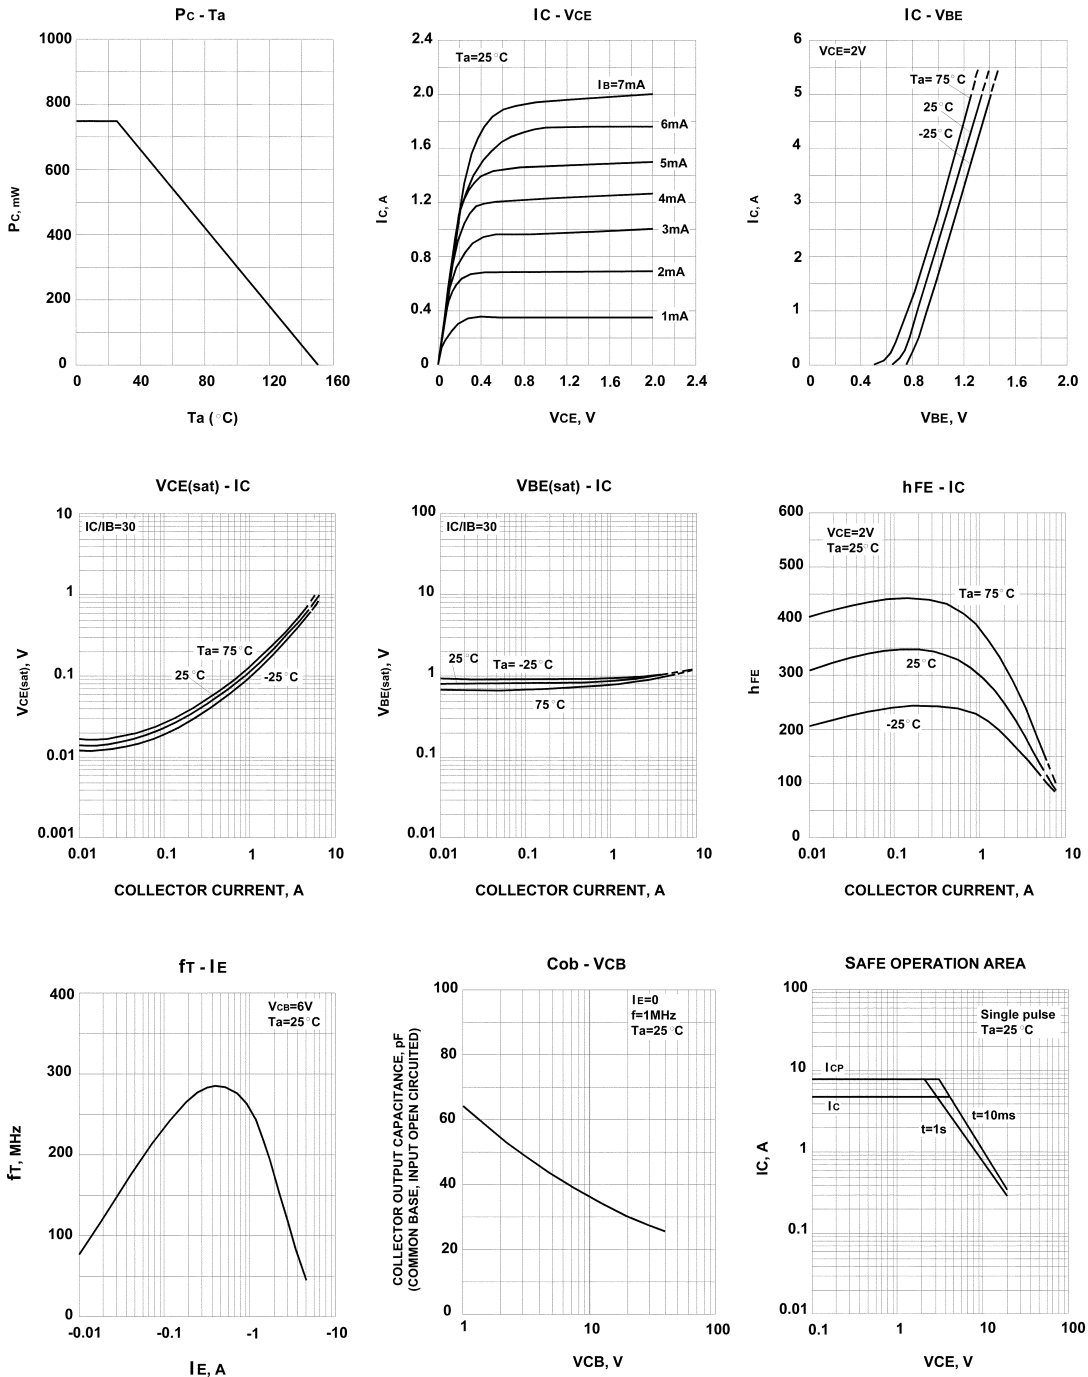 PC - Ta
1000
800
600
400
200
0
PC, mW
0 40 80 120 160
Ta (°C)
IC - VCE
2.4
2.0
1.6
1.2
0.8
0.4
0
IC, A
Ta=25°C
IB=7mA
6mA
5mA
4mA
3mA
2mA
1mA
0 0.4 0.8 1.2 1.6 2.0 2.4
VCE, V
IC - VBE
6
5
4
3
2
1
0
IC, A
VCE=2V
Ta= 75°C
25°C
-25°C
0 0.4 0.8 1.2 1.6 2.0
VBE, V
VCE(sat) - IC
10
1
0.1
0.01
0.001
VCE(sat), V
IC/IB=30
Ta= 75°C
25°C
-25°C
0.01 0.1 1 10
COLLECTOR CURRENT, A
VBE(sat) - IC
100
10
1
0.1
0.01
VBE(sat), V
IC/IB=30
25°C
Ta= -25°C
75°C
0.01 0.1 1 10
COLLECTOR CURRENT, A
hFE - IC
600
500
400
300
200
100
0
hFE
VCE=2V
Ta=25°C
Ta= 75°C
25°C
-25°C
0.01 0.1 1 10
COLLECTOR CURRENT, A
fT - IE
400
300
200
100
0
fT, MHz
VCB=6V
Ta=25°C
-0.01 -0.1 -1 -10
IE, A
Cob - VCB
100
80
60
40
20
0
COLLECTOR OUTPUT CAPACITANCE, pF
(COMMON BASE, INPUT OPEN CIRCUITED)
IE=0
f=1MHz
Ta=25°C
1 10 100
VCB, V
SAFE OPERATION AREA
100
10
1
0.1
0.01
IC, A
Single pulse
Ta=25°C
ICP
IC
t=10ms
t=1s
0.1 1 10 100
VCE, V